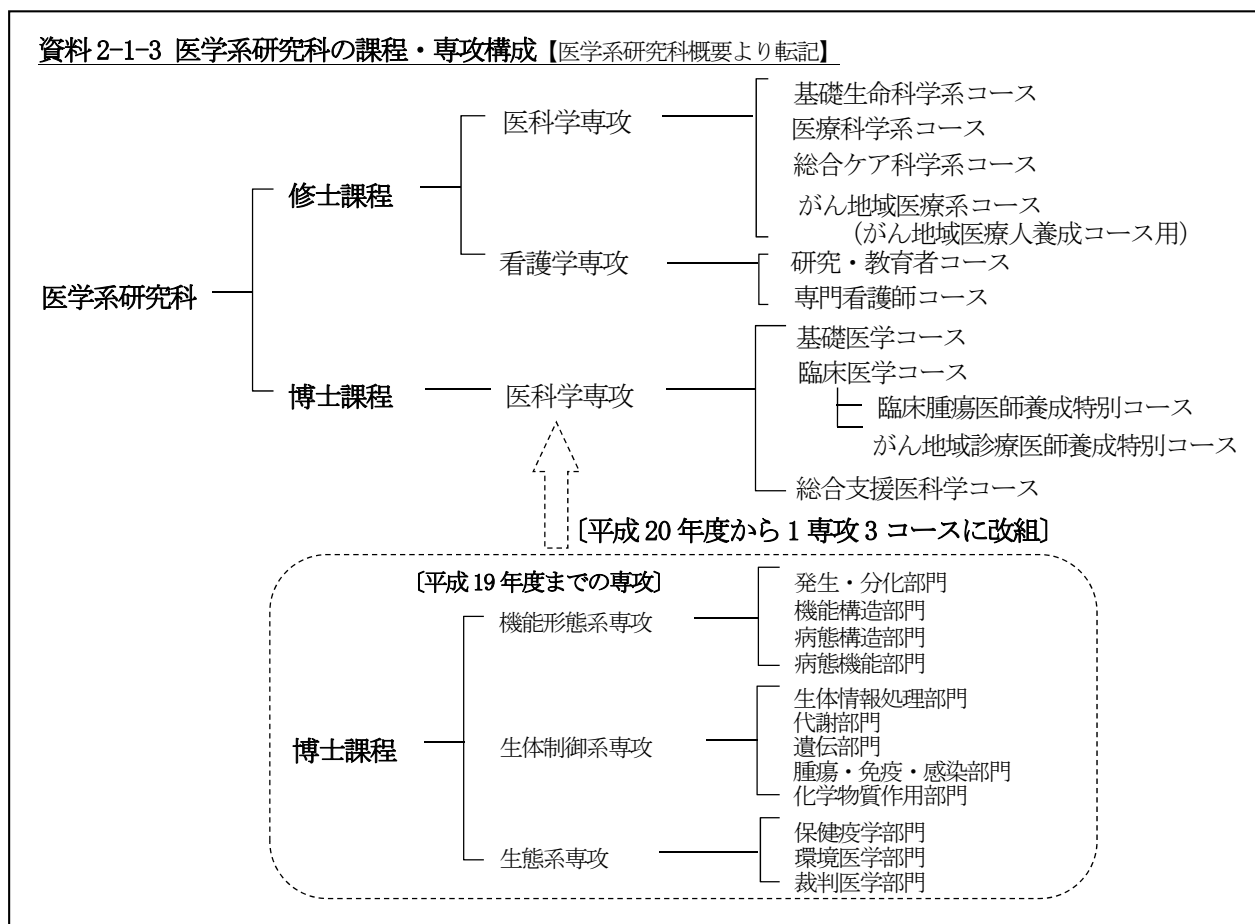 資料2-1-3 医学系研究科の課程・専攻構成【医学系研究科概要より転記】
医学系研究科
修士課程
医科学専攻
基礎生命科学系コース
医療科学系コース
総合ケア科学系コース
がん地域医療系コース
(がん地域医療人養成コース用)
看護学専攻
研究・教育者コース
専門看護師コース
博士課程
医科学専攻
基礎医学コース
臨床医学コース
臨床腫瘍医師養成特別コース
がん地域診療医師養成特別コース
総合支援医科学コース
〔平成20年度から1専攻3コースに改組〕
〔平成19年度までの専攻〕
博士課程
機能形態系専攻
発生・分化部門
機能構造部門
病態構造部門
病態機能部門
生体制御系専攻
生体情報処理部門
代謝部門
遺伝部門
腫瘍・免疫・感染部門
化学物質作用部門
生態系専攻
保健疫学部門
環境医学部門
裁判医学部門